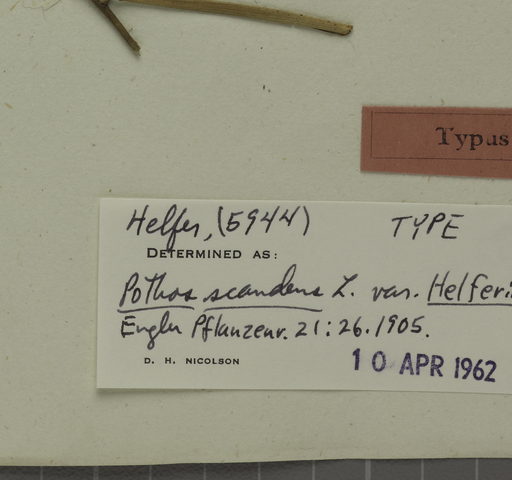 Typus
Helfer, (5944) TYPE
DETERMINED AS:
Pothos scandens L. var. Helferi
Engler Pflanzenr. 21:26.1905.
D. H. NICOLSON
10 APR 1962